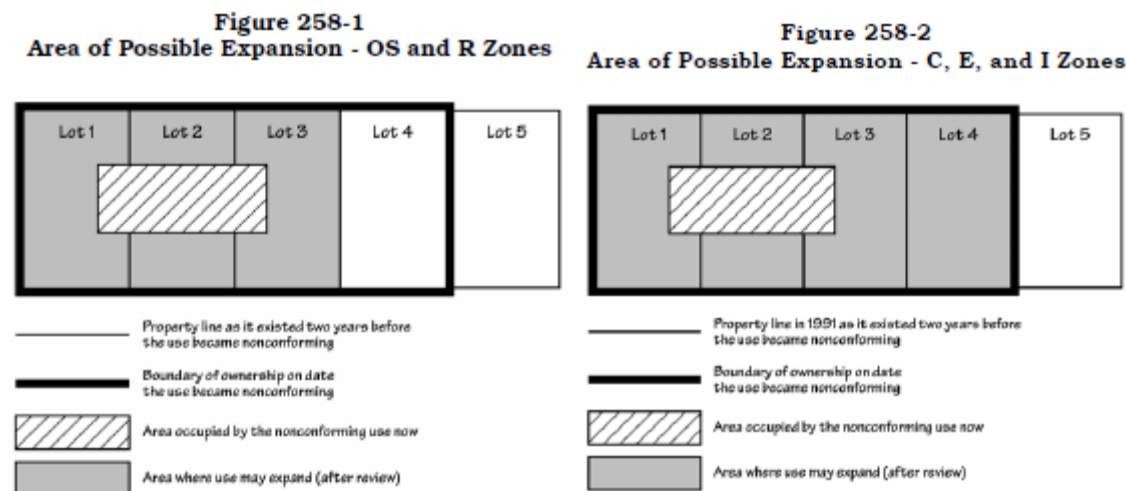 Figure 258-1
Area of Possible Expansion - OS and R Zones
Lot 1 Lot 2 Lot 3 Lot 4 Lot 5
Property line as it existed two years before
the use became nonconforming
Boundary of ownership on date
the use became nonconforming
Area occupied by the nonconforming use now
Area where use may expand (after review)
Figure 258-2
Area of Possible Expansion - C, E, and I Zones
Lot 1 Lot 2 Lot 3 Lot 4 Lot 5
Property line in 1991 as it existed two years before
the use became nonconforming
Boundary of ownership on date
the use became nonconforming
Area occupied by the nonconforming use now
Area where use may expand (after review)